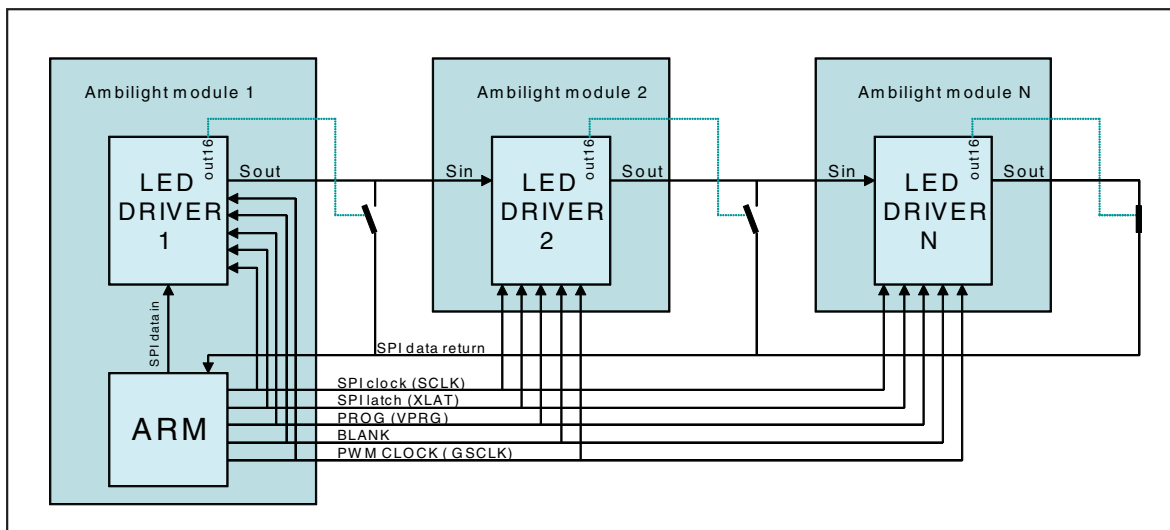 Ambilight module 1
Ambilight module 2
Ambilight module N
out16
out16
out16
LED
DRIVER
1
Sout
Sin
LED
DRIVER
2
Sout
Sin
LED
DRIVER
N
Sout
SPI data in
SPI data return
ARM
SPI clock (SCLK)
SPI latch (XLAT)
PROG (VPRG)
BLANK
PWM CLOCK ( GSCLK)